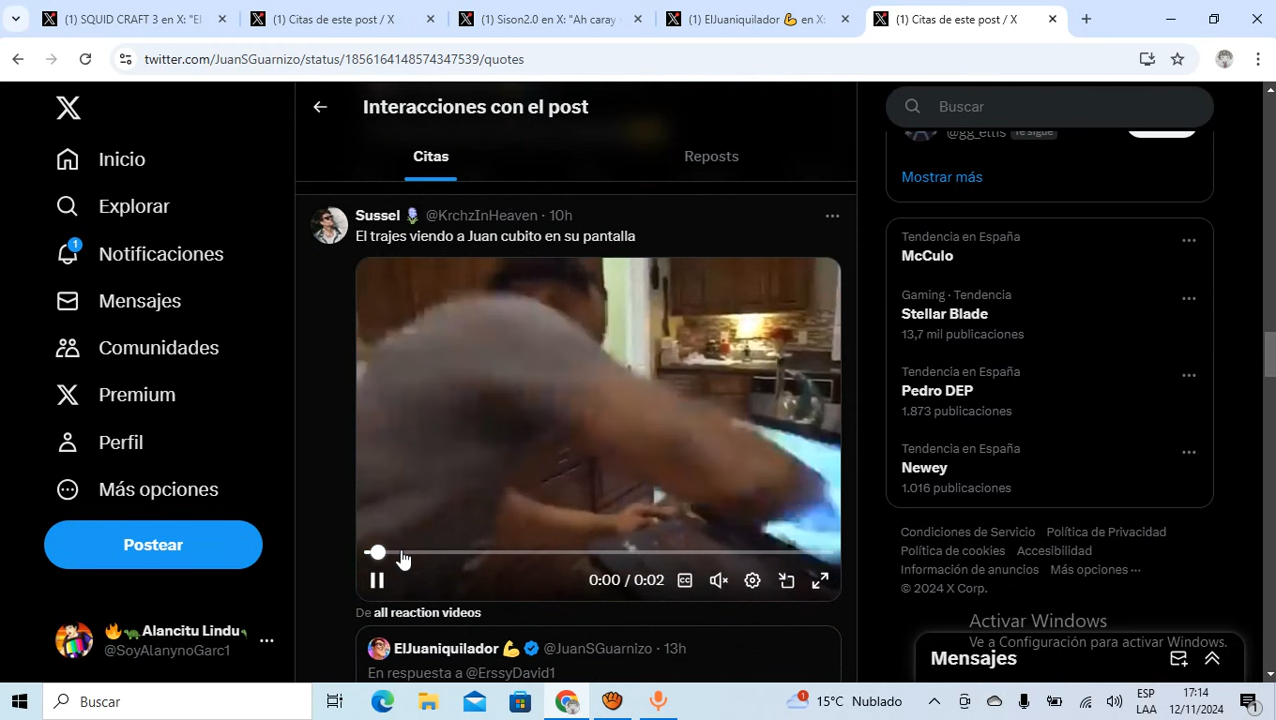 (1) SQUID CRAFT 3 en X: "El
(1) Citas de este post / X
(1) Sison2.0 en X: "Ah caray
(1) ElJuaniquilador 💪 en X:
(1) Citas de este post / X
twitter.com/JuanSGuarnizo/status/1856164148574347539/quotes
Inicio
Explorar
1
Notificaciones
Mensajes
Comunidades
Premium
Perfil
Más opciones
Postear
🔥🦖Alancitu Lindu
@SoyAlanynoGarc1
Interacciones con el post
Citas
Reposts
Sussel @KrchzInHeaven · 10h
El trajes viendo a Juan cubito en su pantalla
0:00 / 0:02
CC
De all reaction videos
ElJuaniquilador 💪 @JuanSGuarnizo · 13h
En respuesta a @ErssyDavid1
Buscar
Te sigue
Mostrar más
Tendencia en España
McCulo
Gaming · Tendencia
Stellar Blade
13,7 mil publicaciones
Tendencia en España
Pedro DEP
1.873 publicaciones
Tendencia en España
Newey
1.016 publicaciones
Condiciones de Servicio Política de Privacidad
Política de cookies Accesibilidad
Información de anuncios Más opciones ···
© 2024 X Corp.
Activar Windows
Ve a Configuración para activar Windows.
Mensajes
Buscar
1
15°C Nublado
ESP
LAA
17:14
12/11/2024
1